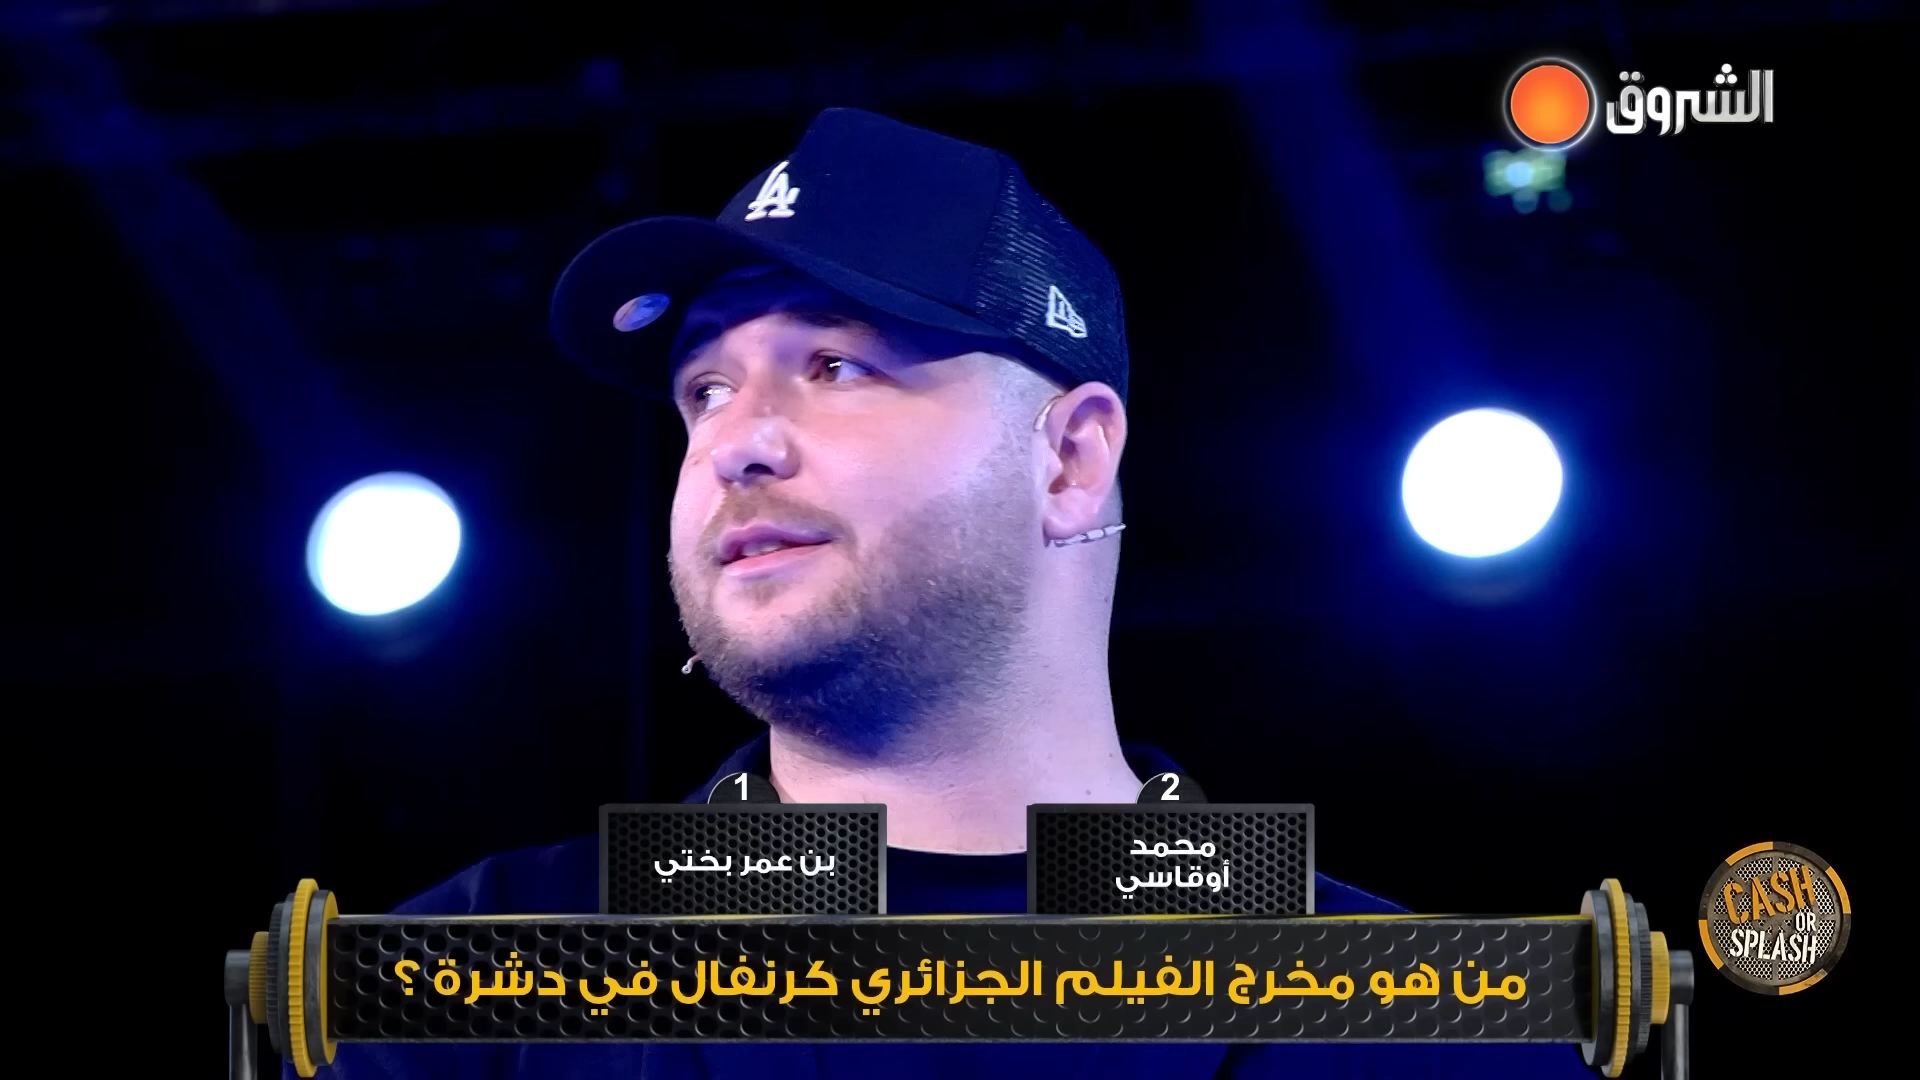 الشروق
LA
1
بن عمر بختي
2
محمد
أوقاسي
من هو مخرج الفيلم الجزائري كرنفال في دشرة ؟
CASH
OR
SPLASH